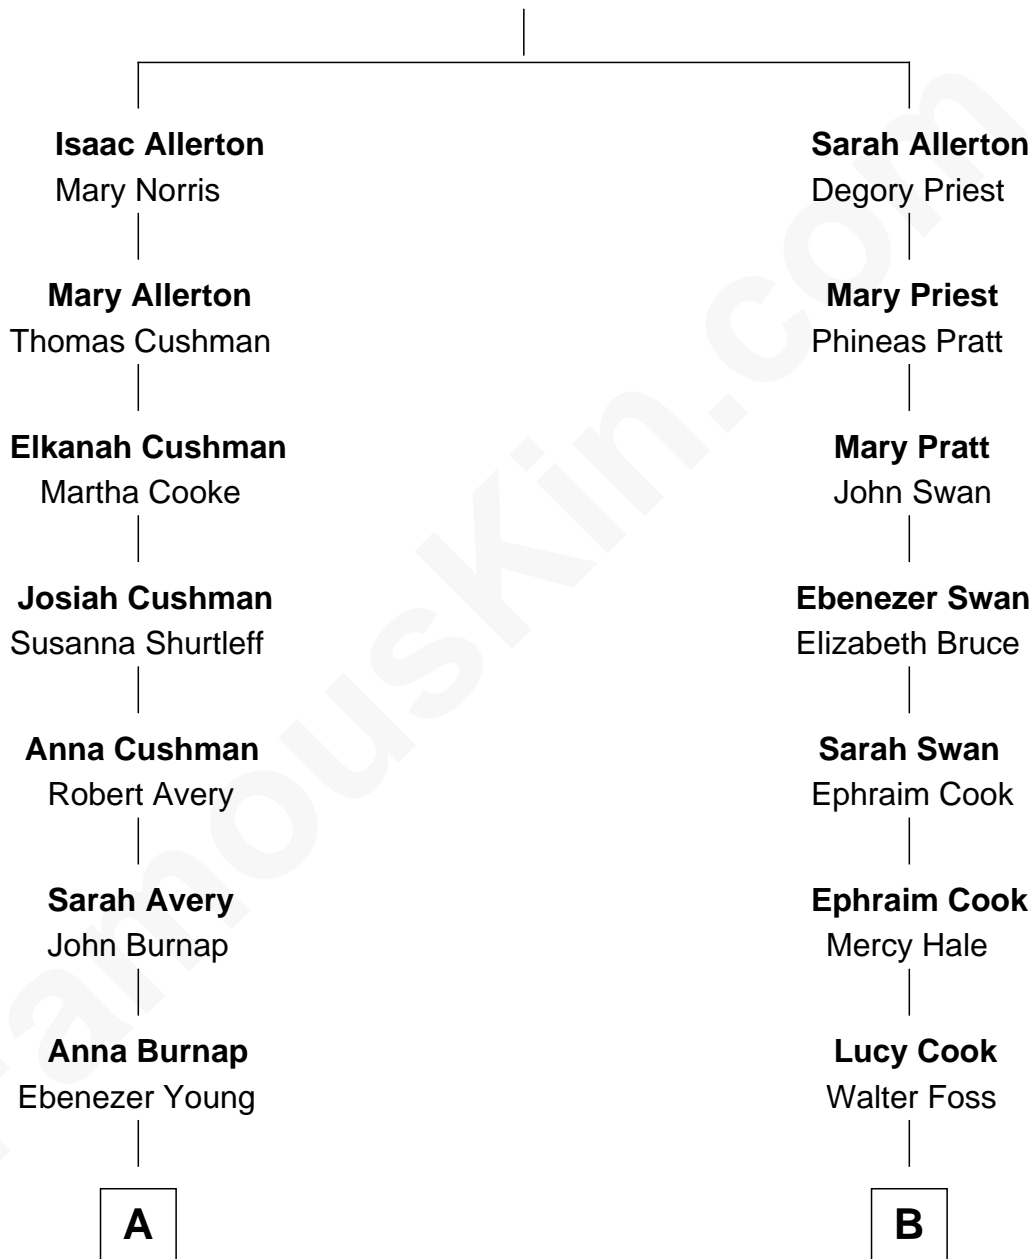 Isaac Allerton
Mary Norris
Mary Allerton
Thomas Cushman
Elkanah Cushman
Martha Cooke
Josiah Cushman
Susanna Shurtleff
Anna Cushman
Robert Avery
Sarah Avery
John Burnap
Anna Burnap
Ebenezer Young
A
Sarah Allerton
Degory Priest
Mary Priest
Phineas Pratt
Mary Pratt
John Swan
Ebenezer Swan
Elizabeth Bruce
Sarah Swan
Ephraim Cook
Ephraim Cook
Mercy Hale
Lucy Cook
Walter Foss
B
FamousKin.com